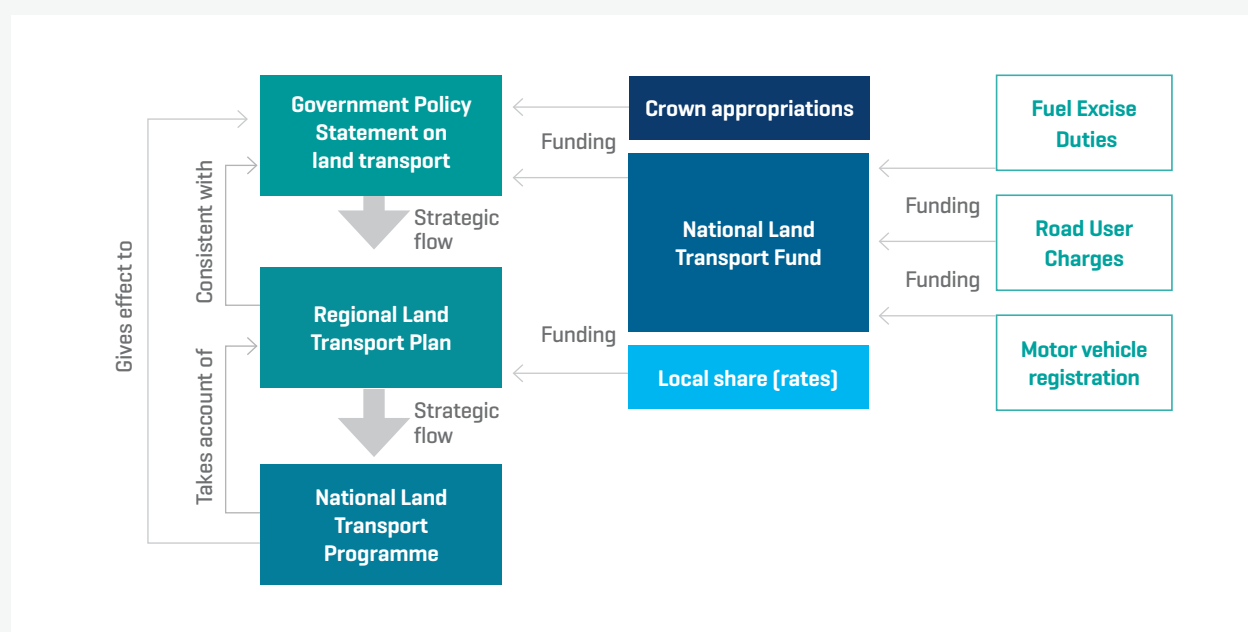 Government Policy
Statement on
land transport
Crown appropriations
Fuel Excise
Duties
Funding
National Land
Transport Fund
Funding
Strategic
flow
Road User
Charges
Funding
Consistent with
Gives effect to
Regional Land
Transport Plan
Funding
Motor vehicle
registration
Local share (rates)
Takes account of
Strategic
flow
National Land
Transport
Programme